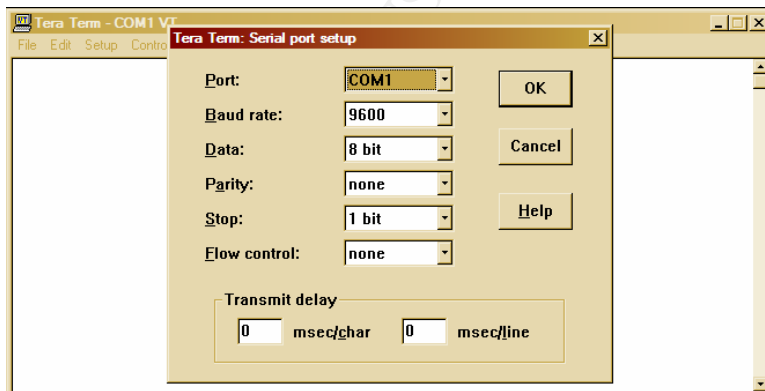 Tera Term - COM1 VT
File Edit Setup Contro
Tera Term: Serial port setup
Port: COM1
OK
Baud rate: 9600
Data: 8 bit
Cancel
Parity: none
Stop: 1 bit
Help
Flow control: none
Transmit delay
0 msec/char 0 msec/line